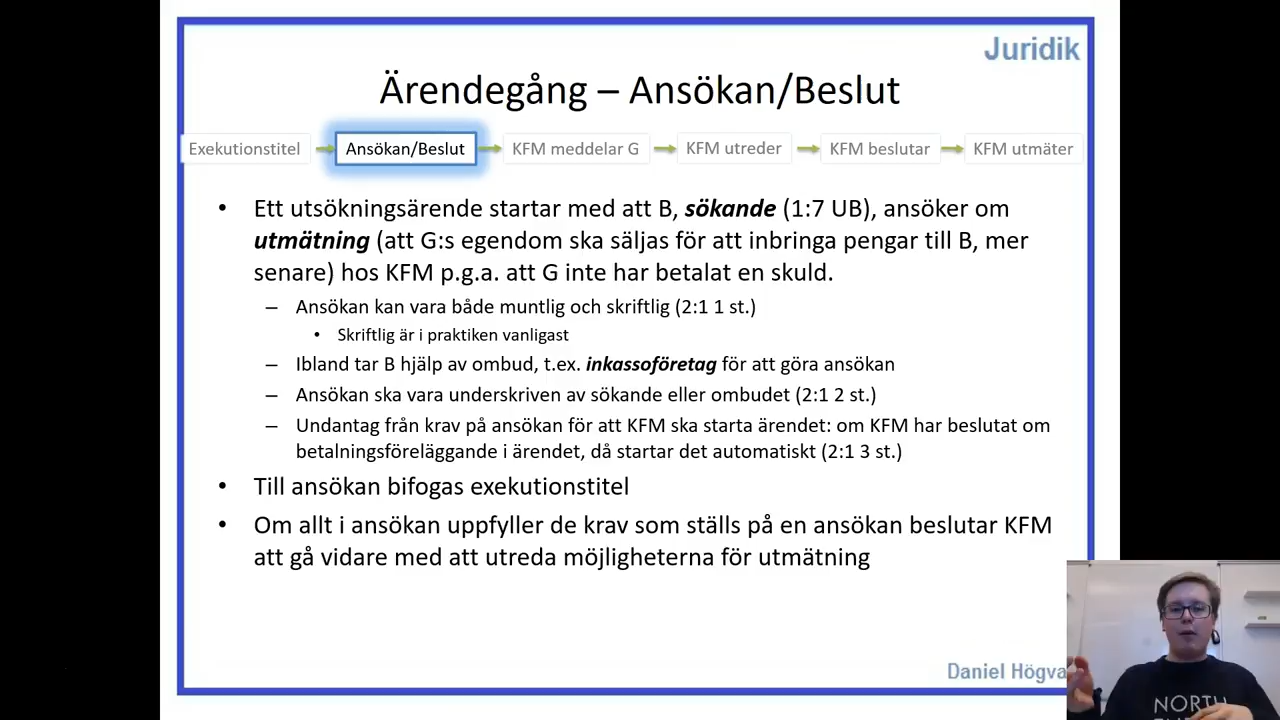 Juridik
Ärendegång – Ansökan/Beslut
Exekutionstitel
Ansökan/Beslut
KFM meddelar G
KFM utreder
KFM beslutar
KFM utmäter
• Ett utsökningsärende startar med att B, sökande (1:7 UB), ansöker om
utmätning (att G:s egendom ska säljas för att inbringa pengar till B, mer
senare) hos KFM p.g.a. att G inte har betalat en skuld.
– Ansökan kan vara både muntlig och skriftlig (2:1 1 st.)
• Skriftlig är i praktiken vanligast
– Ibland tar B hjälp av ombud, t.ex. inkassoföretag för att göra ansökan
– Ansökan ska vara underskriven av sökande eller ombudet (2:1 2 st.)
– Undantag från krav på ansökan för att KFM ska starta ärendet: om KFM har beslutat om
betalningsföreläggande i ärendet, då startar det automatiskt (2:1 3 st.)
• Till ansökan bifogas exekutionstitel
• Om allt i ansökan uppfyller de krav som ställs på en ansökan beslutar KFM
att gå vidare med att utreda möjligheterna för utmätning
Daniel Högva
NORTH